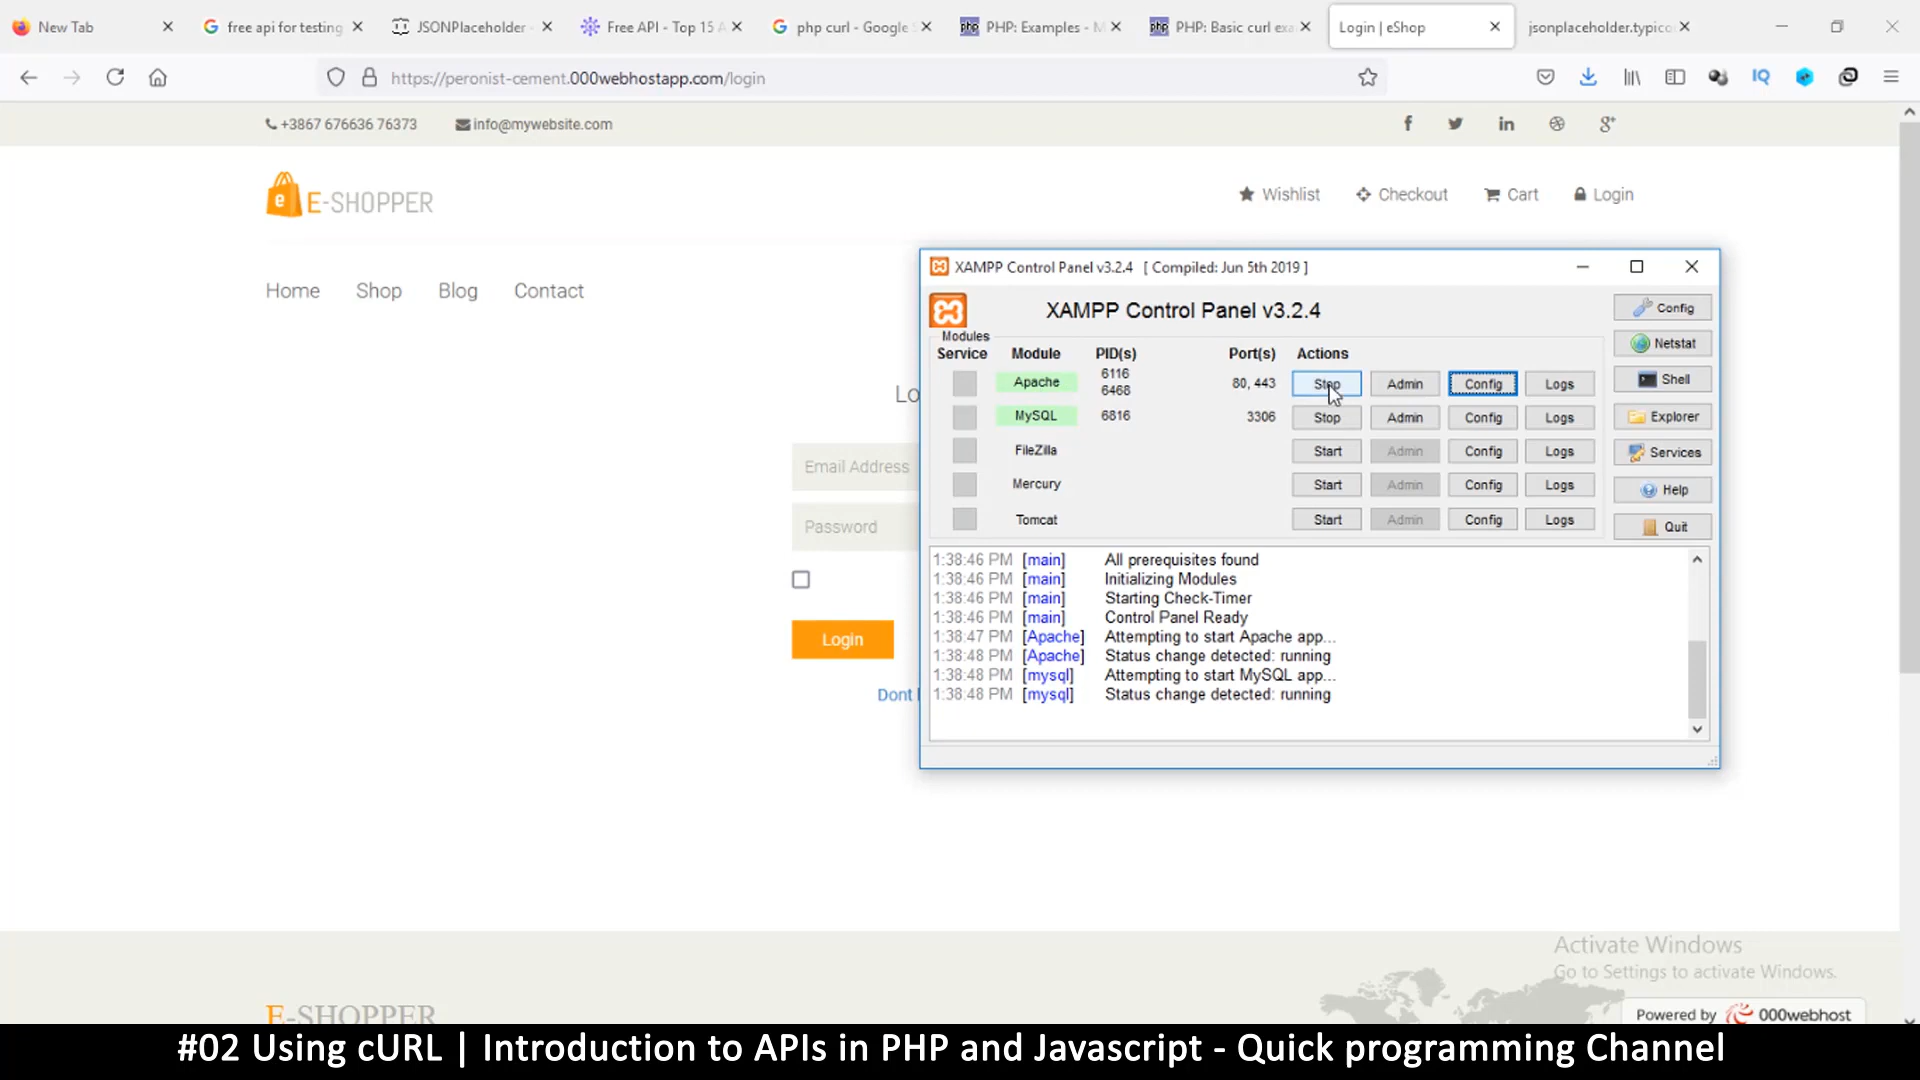 New Tab
free api for testing
JSONPlaceholder -
Free API - Top 15 A
php curl - Google S
PHP: Examples - M
PHP: Basic curl exa
Login | eShop
jsonplaceholder.typico
https://peronist-cement.000webhostapp.com/login
IQ
+3867 676636 76373
info@mywebsite.com
E-SHOPPER
Wishlist
Checkout
Cart
Login
Home
Shop
Blog
Contact
Lo
Email Address
Password
Login
Dont
XAMPP Control Panel v3.2.4 [ Compiled: Jun 5th 2019 ]
XAMPP Control Panel v3.2.4
Config
Modules
Service Module PID(s) Port(s) Actions
Netstat
Apache 6116 6468 80, 443 Stop Admin Config Logs
Shell
MySQL 6816 3306 Stop Admin Config Logs
Explorer
FileZilla Start Admin Config Logs
Services
Mercury Start Admin Config Logs
Help
Tomcat Start Admin Config Logs
Quit
1:38:46 PM [main] All prerequisites found
1:38:46 PM [main] Initializing Modules
1:38:46 PM [main] Starting Check-Timer
1:38:46 PM [main] Control Panel Ready
1:38:47 PM [Apache] Attempting to start Apache app...
1:38:48 PM [Apache] Status change detected: running
1:38:48 PM [mysql] Attempting to start MySQL app...
1:38:48 PM [mysql] Status change detected: running
Activate Windows
Go to Settings to activate Windows.
E-SHOPPER
Powered by 000webhost
#02 Using cURL | Introduction to APIs in PHP and Javascript - Quick programming Channel